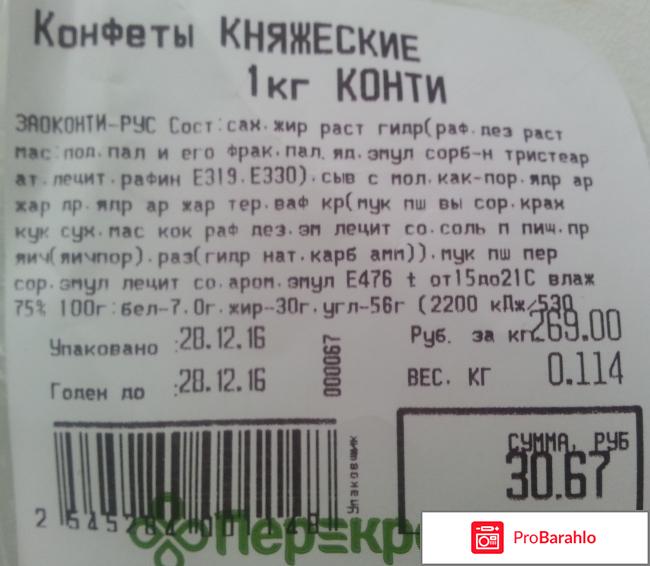 Конфеты КНЯЖЕСКИЕ
1кг КОНТИ
ЗАОКОНТИ-РУС Сост:сах.жир раст гидр(раф.дез раст
мас:под.пал и его фрак.пал.яд.эмул сорб-н тристеар
ат.лецит.рафин Е319.Е330).сыв с мол.как-пор.ядр ар
жар др.ядр ар жар тер.ваф кр(мук пш вы сор.крах
кук сух.мас кок раф дез.эм лецит со.соль п пищ.пр
яич(яичпор).раз(гидр нат.карб амм)).мук пш пер
сор.эмул лецит со.аром.эмул Е476 t от15до21С влаж
75% 100г:бел-7.0г.жир-30г.угл-56г (2200 кДж/530
Упаковано :28.12.16
Руб. за кг:269.00
Годен до :28.12.16
ВЕС. КГ 0.114
000067
СУММА, РУБ
30.67
Упаковщик
ProBarahlo